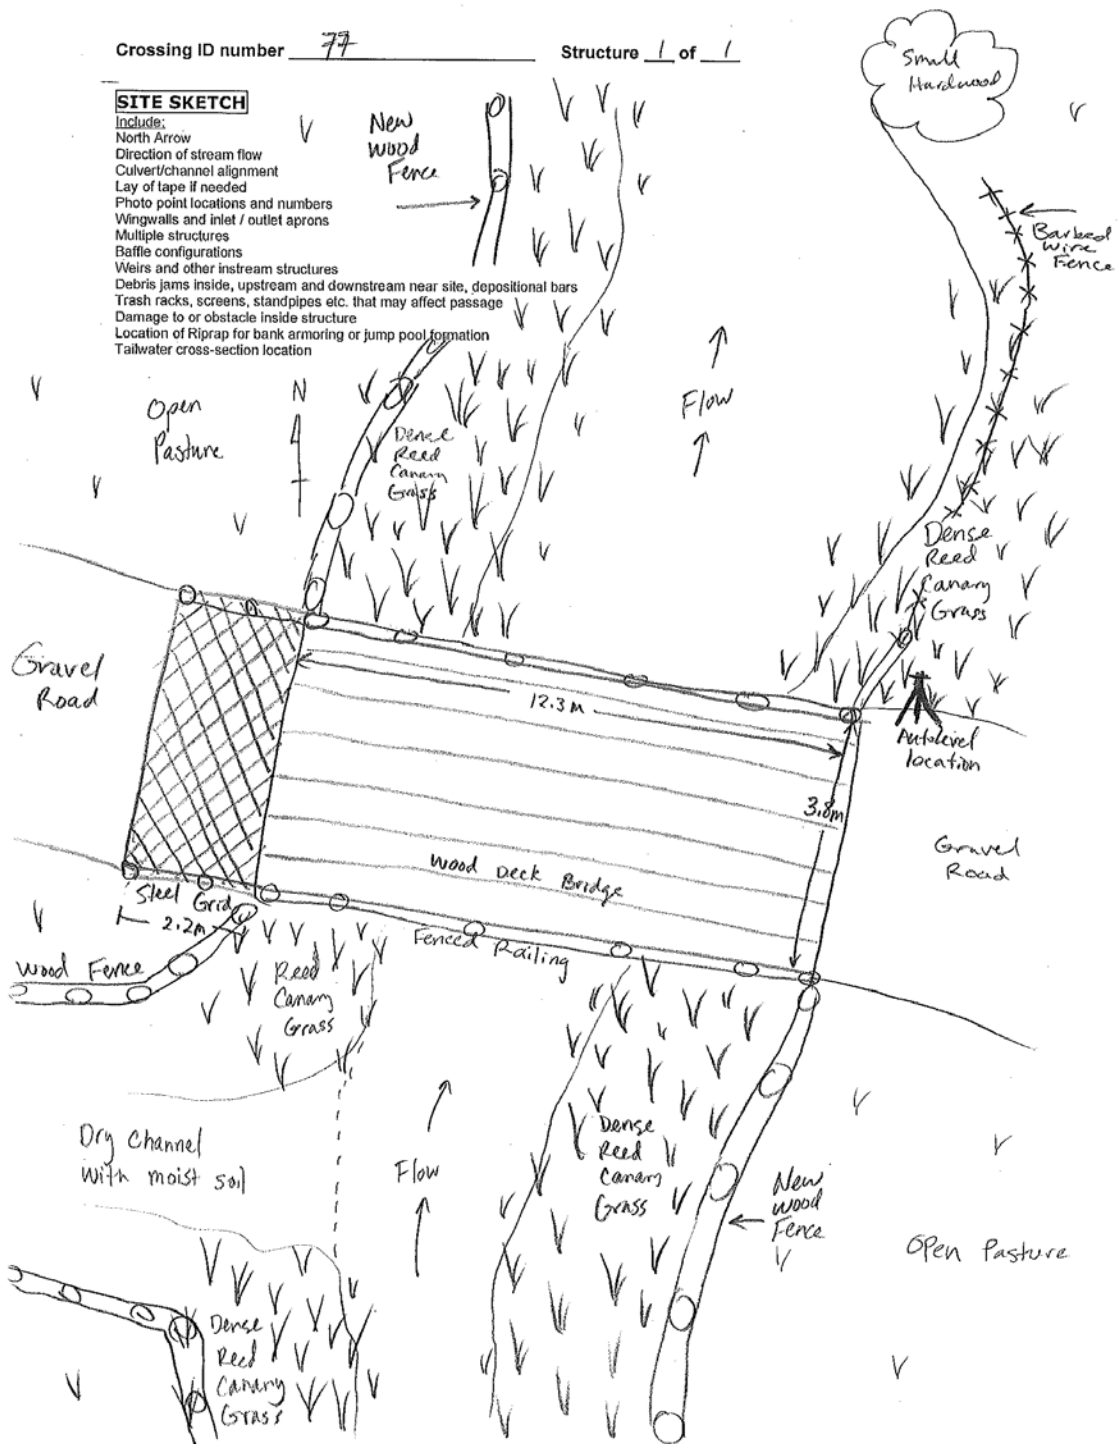 Crossing ID number 77 Structure 1 of 1
Small
Hardwood
SITE SKETCH
Include:
North Arrow
Direction of stream flow
Culvert/channel alignment
Lay of tape if needed
Photo point locations and numbers
Wingwalls and inlet / outlet aprons
Multiple structures
Baffle configurations
Weirs and other instream structures
Debris jams inside, upstream and downstream near site, depositional bars
Trash racks, screens, standpipes etc. that may affect passage
Damage to or obstacle inside structure
Location of Riprap for bank armoring or jump pool formation
Tailwater cross-section location
New
Wood
Fence
Barbed
Wire
Fence
Open
Pasture
N
Dense
Reed
Canary
Grass
Flow
Dense
Reed
Canary
Grass
Gravel
Road
12.3m
Autolevel
location
3.8m
Gravel
Road
Wood Deck Bridge
Steel Grid
2.2m
Fenced Railing
Wood Fence
Reed
Canary
Grass
Dry Channel
with moist soil
Flow
Dense
Reed
Canary
Grass
New
Wood
Fence
Open Pasture
Dense
Reed
Canary
Grass